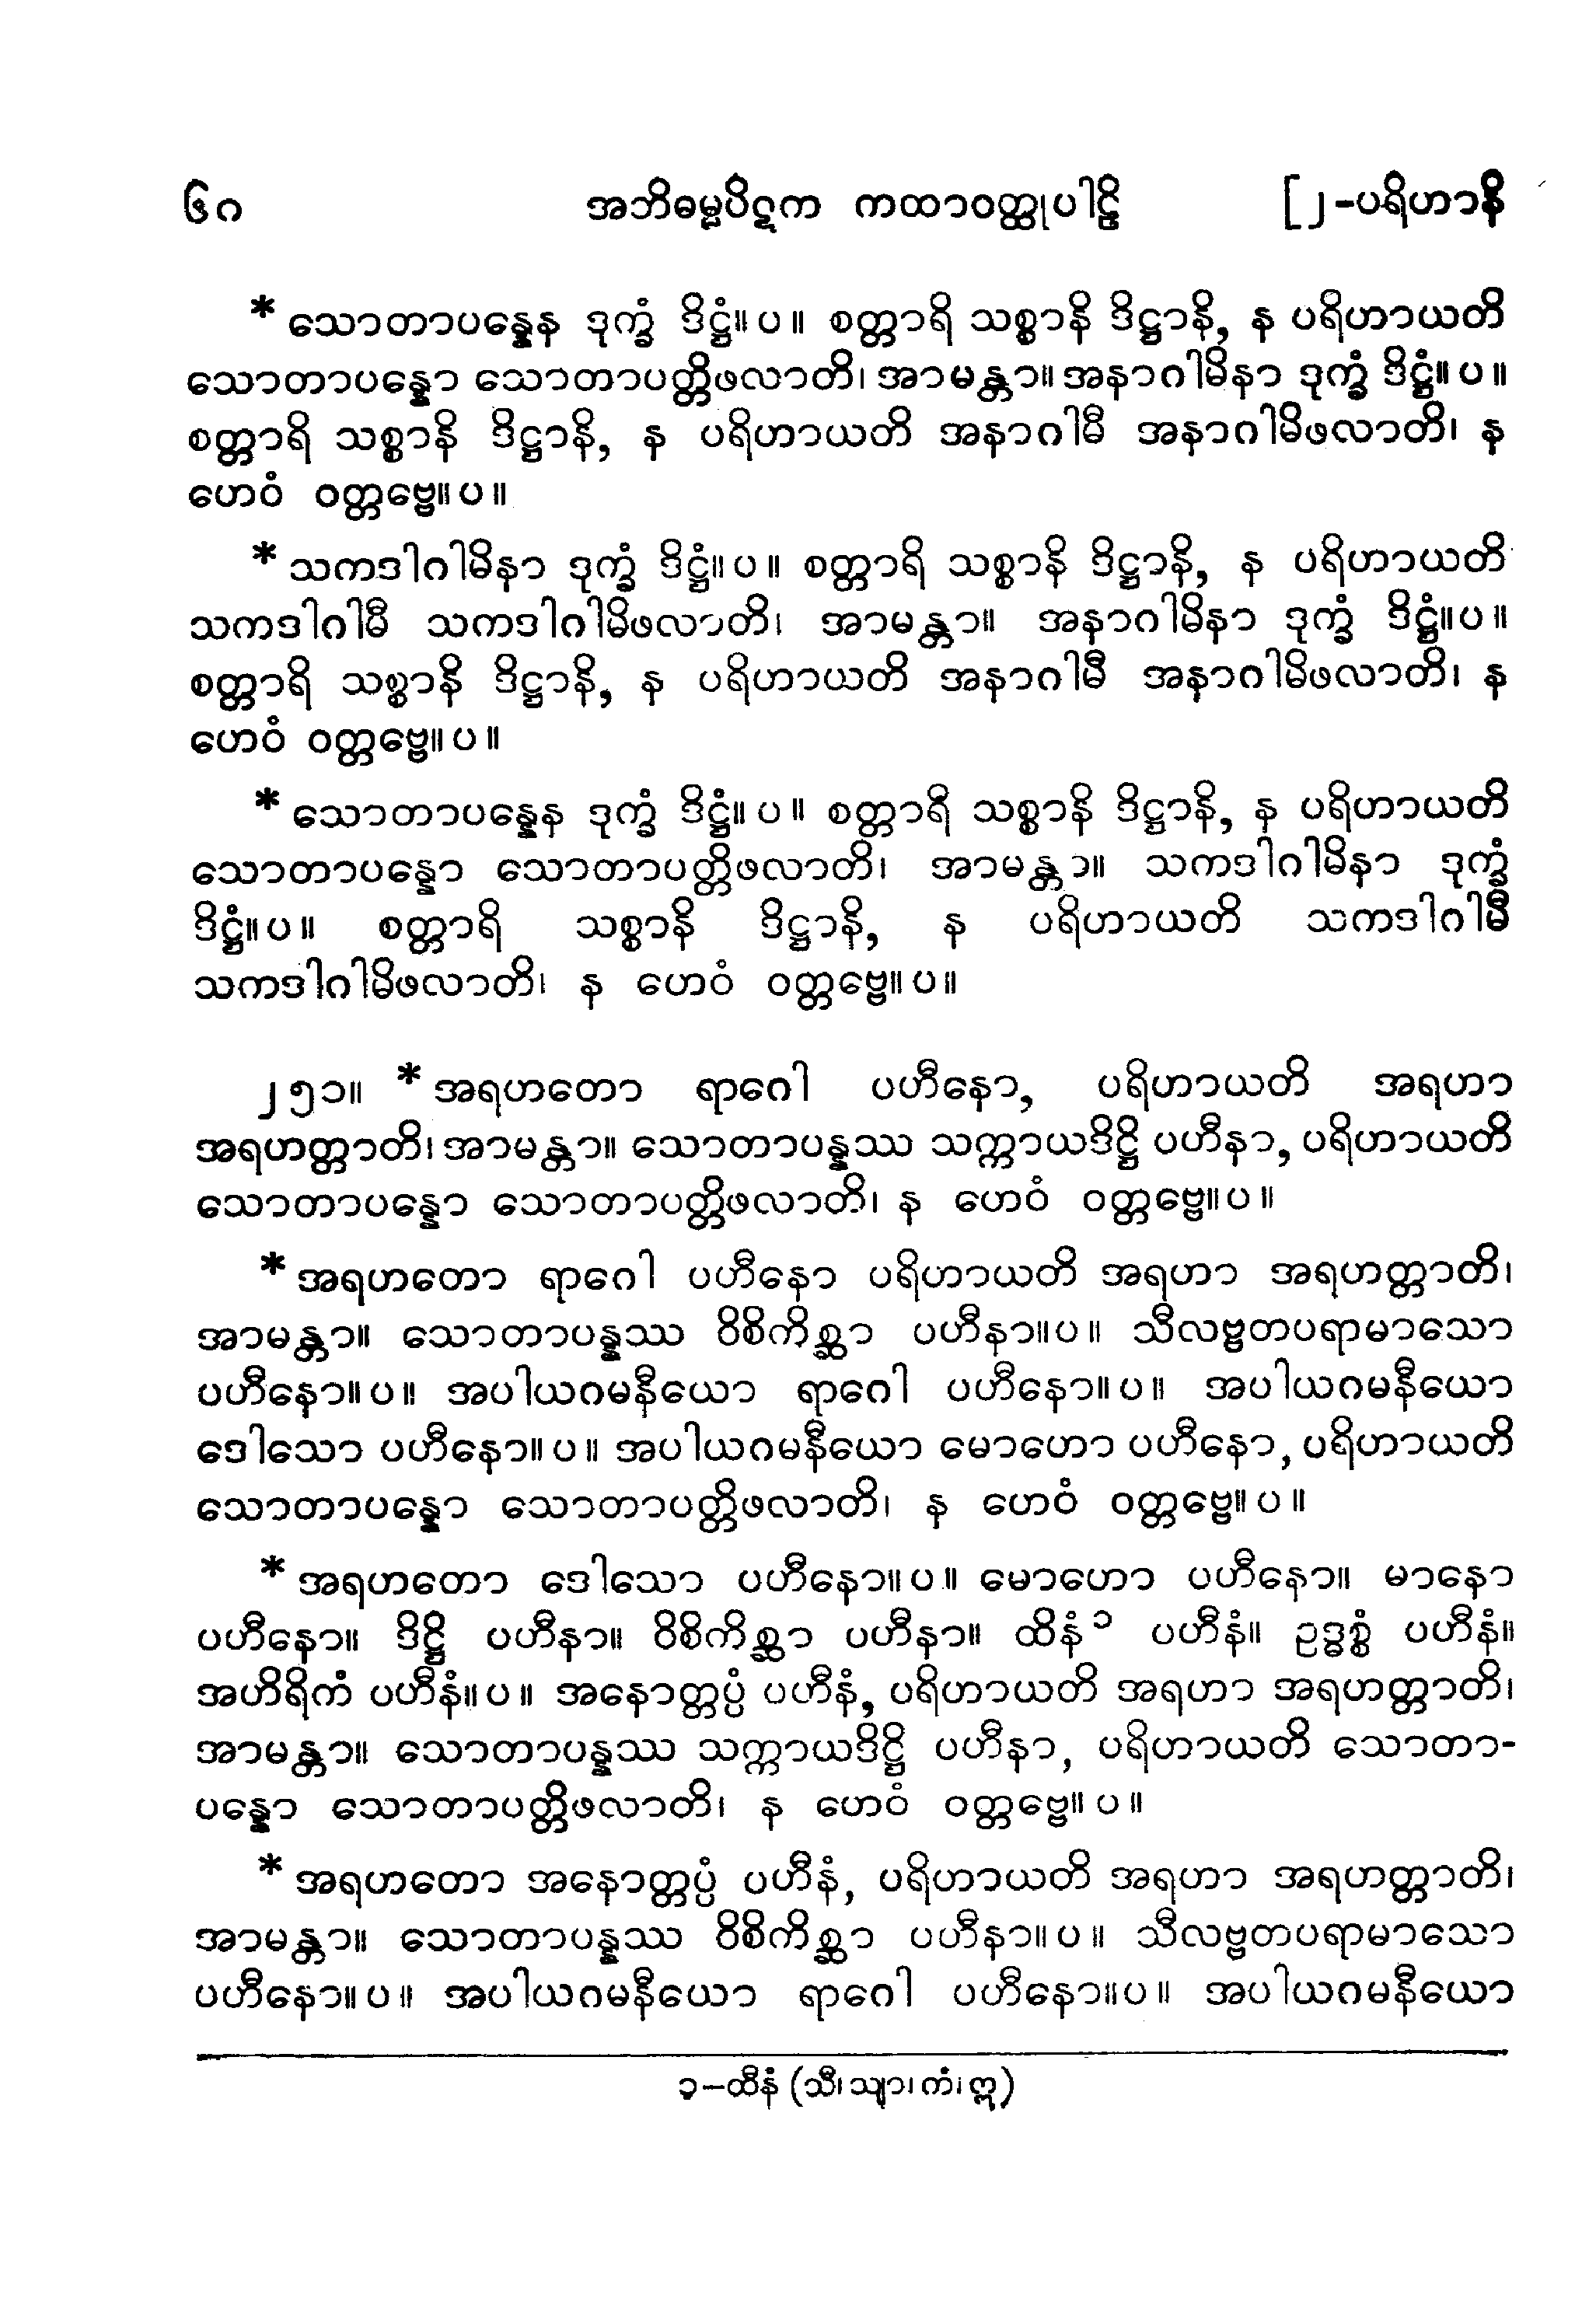 ၆၈ အဘိဓမ္မပိဋက ကထာဝတ္ထုပါဠိ [၂-ပရိဟာနိ
* သောတာပန္နေန ဒုက္ခံ ဒိဋ္ဌံ။ပ။ စတ္တာရိ သစ္စာနိ ဒိဋ္ဌာနိ, န ပရိဟာယတိ
သောတာပန္နော သောတာပတ္တိဖလာတိ၊ အာမန္တာ။ အနာဂါမိနာ ဒုက္ခံ ဒိဋ္ဌံ။ပ။
စတ္တာရိ သစ္စာနိ ဒိဋ္ဌာနိ, န ပရိဟာယတိ အနာဂါမီ အနာဂါမိဖလာတိ၊ န
ဟေဝံ ဝတ္တဗ္ဗေ။ပ။
* သကဒါဂါမိနာ ဒုက္ခံ ဒိဋ္ဌံ။ပ။ စတ္တာရိ သစ္စာနိ ဒိဋ္ဌာနိ, န ပရိဟာယတိ
သကဒါဂါမီ သကဒါဂါမိဖလာတိ၊ အာမန္တာ။ အနာဂါမိနာ ဒုက္ခံ ဒိဋ္ဌံ။ပ။
စတ္တာရိ သစ္စာနိ ဒိဋ္ဌာနိ, န ပရိဟာယတိ အနာဂါမီ အနာဂါမိဖလာတိ၊ န
ဟေဝံ ဝတ္တဗ္ဗေ။ပ။
* သောတာပန္နေန ဒုက္ခံ ဒိဋ္ဌံ။ပ။ စတ္တာရိ သစ္စာနိ ဒိဋ္ဌာနိ, န ပရိဟာယတိ
သောတာပန္နော သောတာပတ္တိဖလာတိ၊ အာမန္တာ။ သကဒါဂါမိနာ ဒုက္ခံ
ဒိဋ္ဌံ။ပ။ စတ္တာရိ သစ္စာနိ ဒိဋ္ဌာနိ, န ပရိဟာယတိ သကဒါဂါမီ
သကဒါဂါမိဖလာတိ၊ န ဟေဝံ ဝတ္တဗ္ဗေ။ပ။
၂၅၁။ * အရဟတော ရာဂေါ ပဟီနော, ပရိဟာယတိ အရဟာ
အရဟတ္တာတိ၊ အာမန္တာ။ သောတာပန္နဿ သက္ကာယဒိဋ္ဌိ ပဟီနာ, ပရိဟာယတိ
သောတာပန္နော သောတာပတ္တိဖလာတိ၊ န ဟေဝံ ဝတ္တဗ္ဗေ။ပ။
* အရဟတော ရာဂေါ ပဟီနော ပရိဟာယတိ အရဟာ အရဟတ္တာတိ၊
အာမန္တာ။ သောတာပန္နဿ ဝိစိကိစ္ဆာ ပဟီနာ။ပ။ သီလဗ္ဗတပရာမာသော
ပဟီနော။ပ။ အပါယဂမနီယော ရာဂေါ ပဟီနော။ပ။ အပါယဂမနီယော
ဒေါသော ပဟီနော။ပ။ အပါယဂမနီယော မောဟော ပဟီနော, ပရိဟာယတိ
သောတာပန္နော သောတာပတ္တိဖလာတိ၊ န ဟေဝံ ဝတ္တဗ္ဗေ။ပ။
* အရဟတော ဒေါသော ပဟီနော။ပ။ မောဟော ပဟီနော။ မာနော
ပဟီနော။ ဒိဋ္ဌိ ပဟီနာ။ ဝိစိကိစ္ဆာ ပဟီနာ။ ထိနံ ၁ ပဟီနံ။ ဥဒ္ဓစ္စံ ပဟီနံ။
အဟိရိကံ ပဟီနံ။ပ။ အနောတ္တပ္ပံ ပဟီနံ, ပရိဟာယတိ အရဟာ အရဟတ္တာတိ၊
အာမန္တာ။ သောတာပန္နဿ သက္ကာယဒိဋ္ဌိ ပဟီနာ, ပရိဟာယတိ သောတာ-
ပန္နော သောတာပတ္တိဖလာတိ၊ န ဟေဝံ ဝတ္တဗ္ဗေ။ပ။
* အရဟတော အနောတ္တပ္ပံ ပဟီနံ, ပရိဟာယတိ အရဟာ အရဟတ္တာတိ၊
အာမန္တာ။ သောတာပန္နဿ ဝိစိကိစ္ဆာ ပဟီနာ။ပ။ သီလဗ္ဗတပရာမာသော
ပဟီနော။ပ။ အပါယဂမနီယော ရာဂေါ ပဟီနော။ပ။ အပါယဂမနီယော
၁-ထီနံ (သီ၊ သျာ၊ ကံ၊ ဣ)